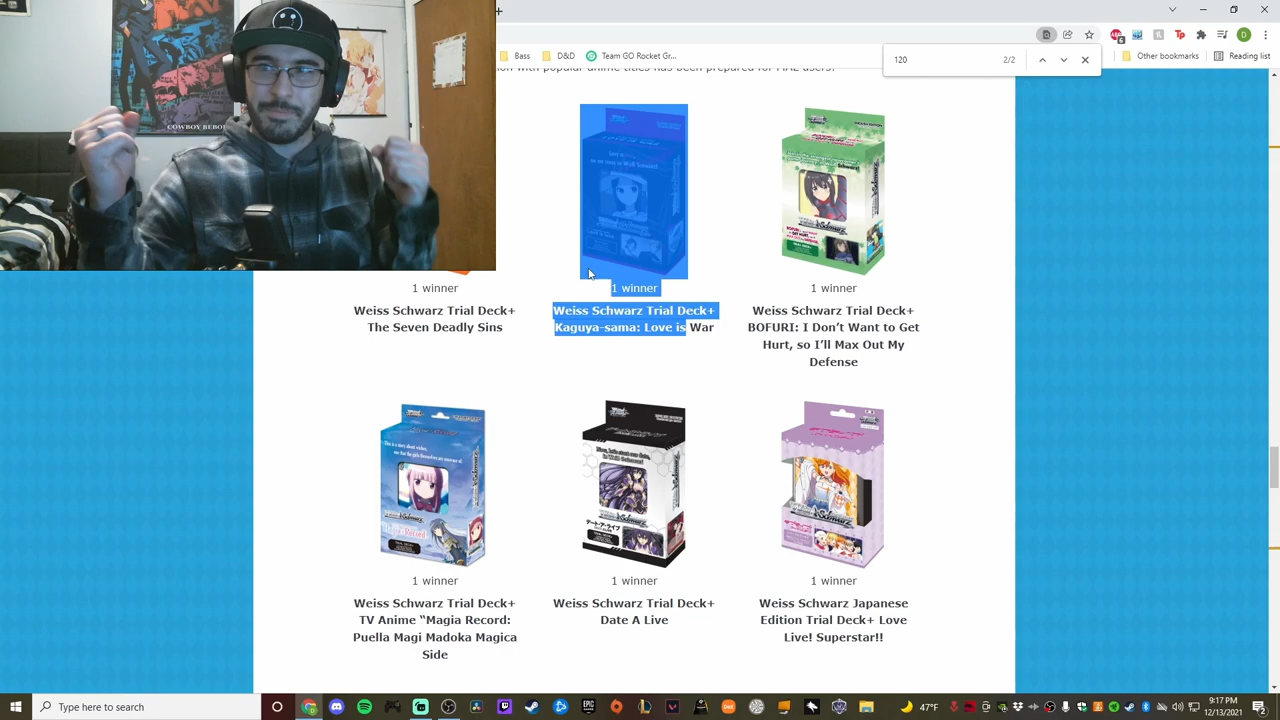 COWBOY BEBO
Bass
D&D
Team GO Rocket Gr...
Other bookmarks
Reading list
120
2/2
1 winner
Weiss Schwarz Trial Deck+
The Seven Deadly Sins
1 winner
Weiss Schwarz Trial Deck+
Kaguya-sama: Love is War
1 winner
Weiss Schwarz Trial Deck+
BOFURI: I Don’t Want to Get
Hurt, so I’ll Max Out My
Defense
1 winner
Weiss Schwarz Trial Deck+
TV Anime “Magia Record:
Puella Magi Madoka Magica
Side
1 winner
Weiss Schwarz Trial Deck+
Date A Live
1 winner
Weiss Schwarz Japanese
Edition Trial Deck+ Love
Live! Superstar!!
Type here to search
47°F
9:17 PM
12/13/2021